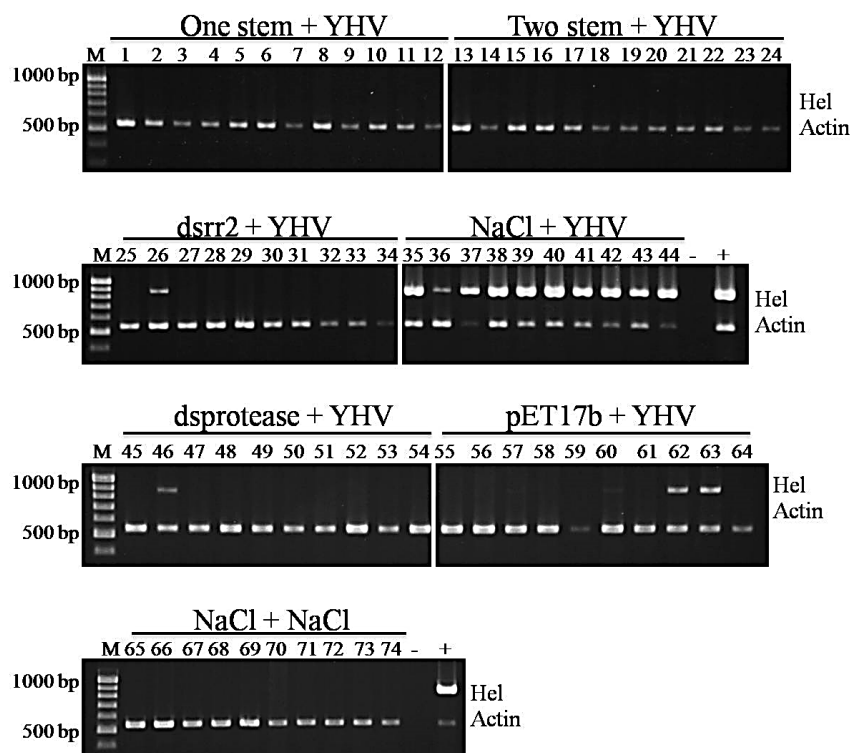 One stem + YHV Two stem + YHV
M 1 2 3 4 5 6 7 8 9 10 11 12 13 14 15 16 17 18 19 20 21 22 23 24
1000 bp
Hel
500 bp
Actin
dsrr2 + YHV NaCl + YHV
M 25 26 27 28 29 30 31 32 33 34 35 36 37 38 39 40 41 42 43 44 - +
1000 bp
Hel
500 bp
Actin
dsprotease + YHV pET17b + YHV
M 45 46 47 48 49 50 51 52 53 54 55 56 57 58 59 60 61 62 63 64
1000 bp
Hel
500 bp
Actin
NaCl + NaCl
M 65 66 67 68 69 70 71 72 73 74 - +
1000 bp
Hel
500 bp
Actin